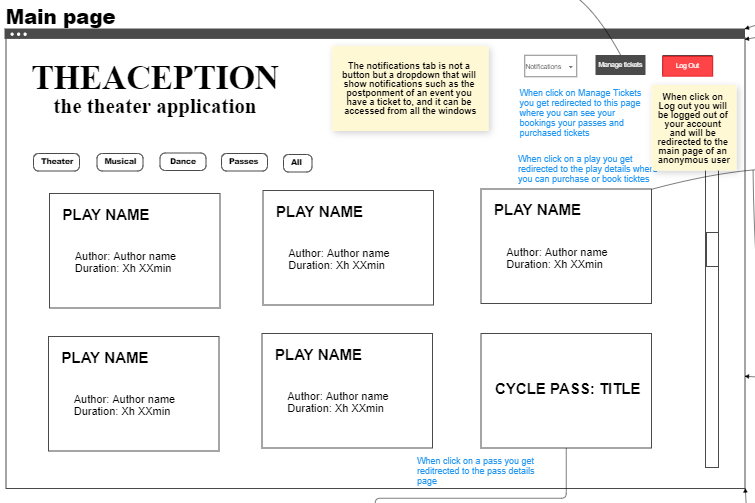 Main page
THEACEPTION
the theater application
The notifications tab is not a
button but a dropdown that will
show notifications such as the
postponment of an event you
have a ticket to, and it can be
accessed from all the windows
Notifications
Manage tickets
Log Out
When click on Manage Tickets
you get redirected to this page
where you can see your
bookings your passes and
purchased tickets
When click on
Log out you will
be logged out of
your account
and will be
redirected to the
main page of an
anonymous user
When click on a play you get
redirected to the play details where
you can purchase or book ticktes
Theater
Musical
Dance
Passes
All
PLAY NAME
Author: Author name
Duration: Xh XXmin
PLAY NAME
Author: Author name
Duration: Xh XXmin
PLAY NAME
Author: Author name
Duration: Xh XXmin
PLAY NAME
Author: Author name
Duration: Xh XXmin
PLAY NAME
Author: Author name
Duration: Xh XXmin
CYCLE PASS: TITLE
When click on a pass you get
reditrected to the pass details
page